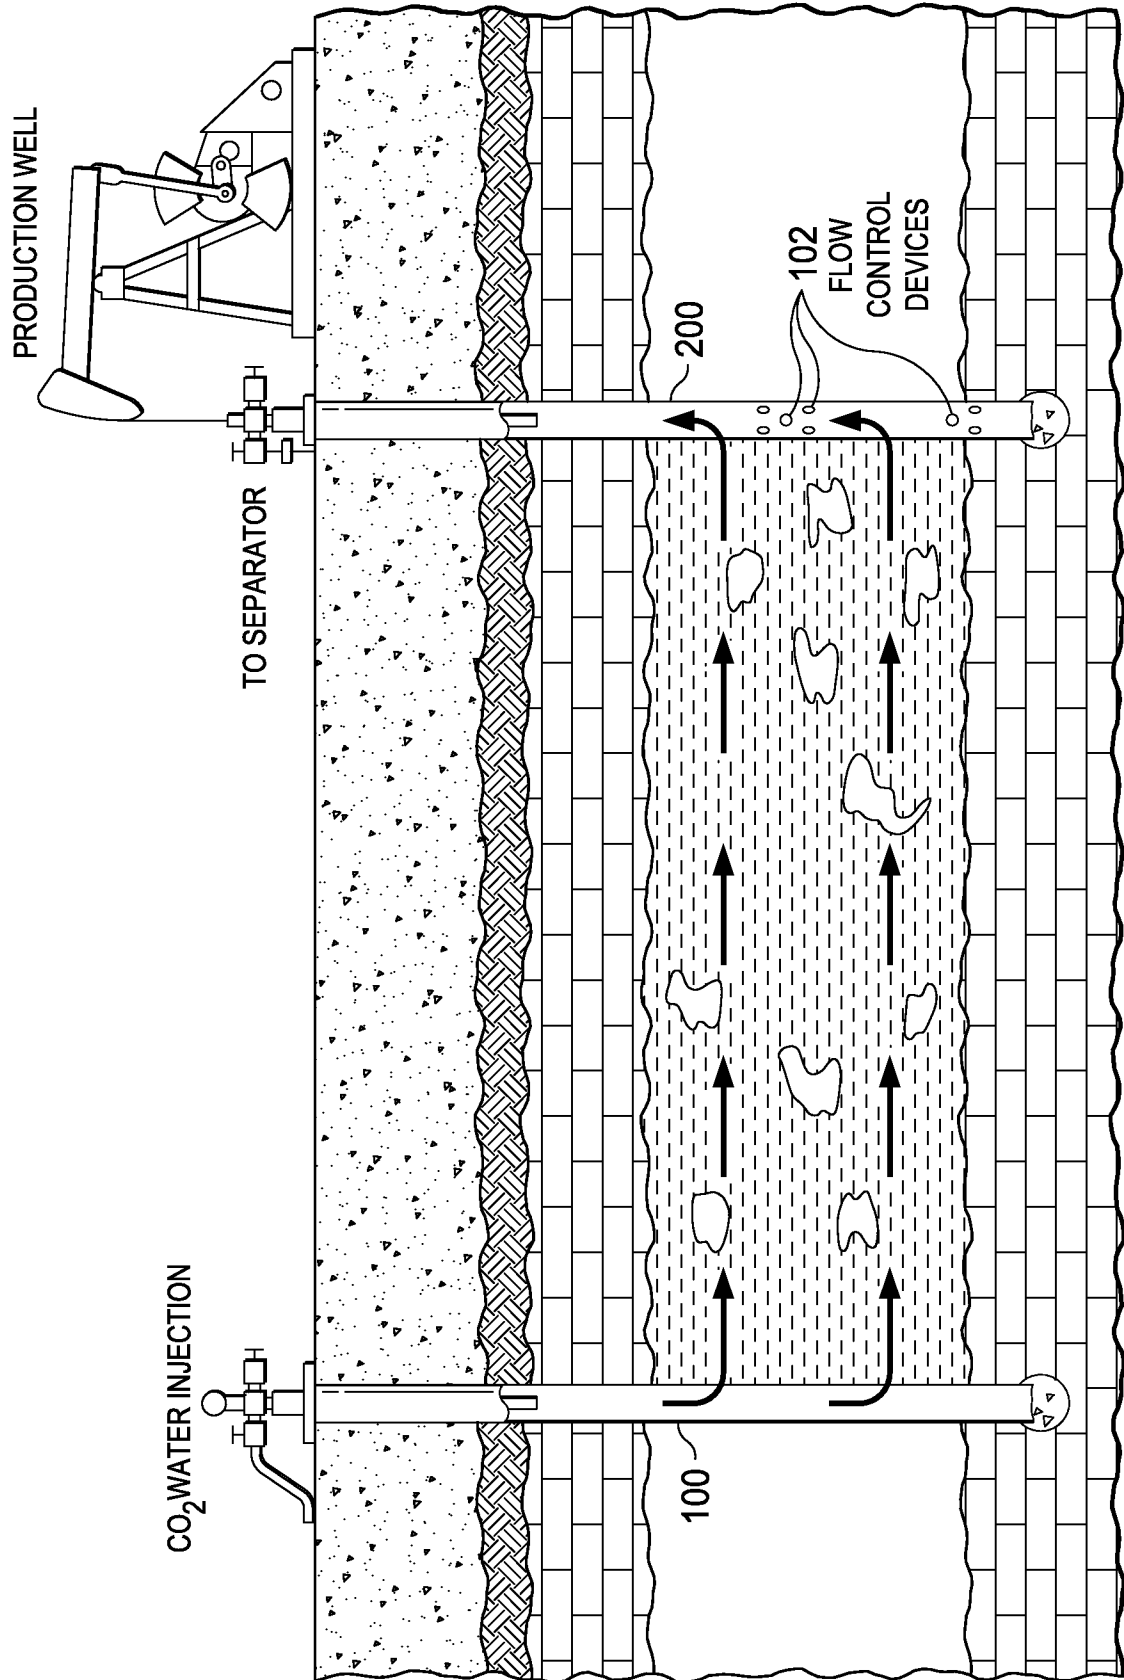 CO2 WATER INJECTION
TO SEPARATOR
PRODUCTION WELL
100
200
102
FLOW
CONTROL
DEVICES